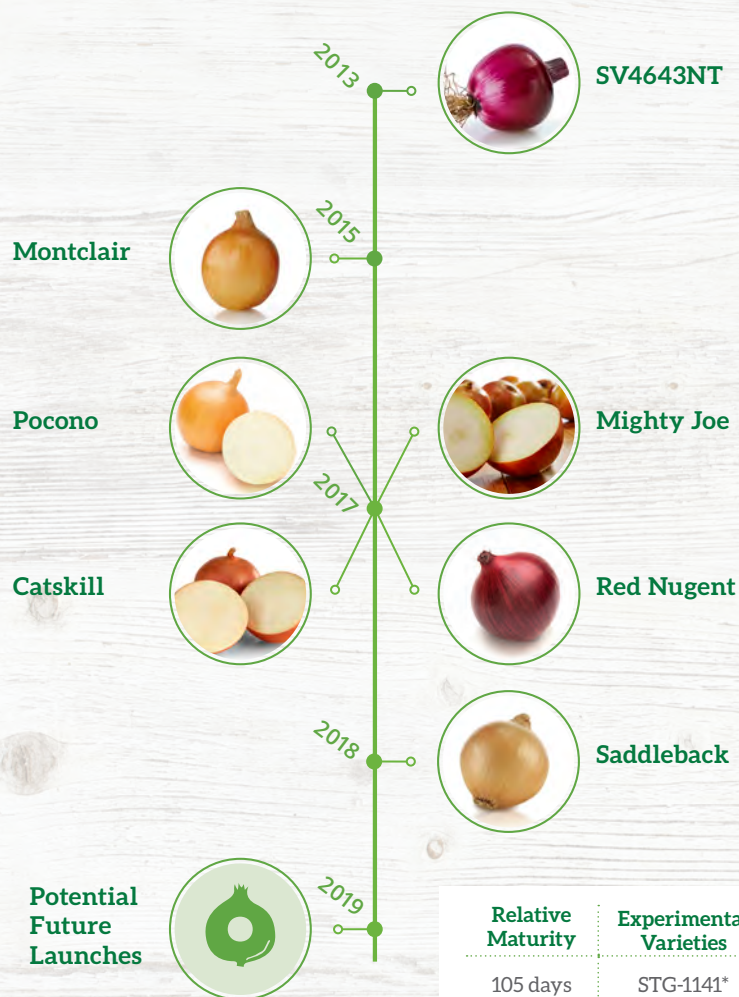 2013
SV4643NT
2015
Montclair
Pocono
Mighty Joe
2017
Catskill
Red Nugent
2018
Saddleback
2019
Potential
Future
Launches
Relative
Maturity
Experimenta
Varieties
105 days
STG-1141*